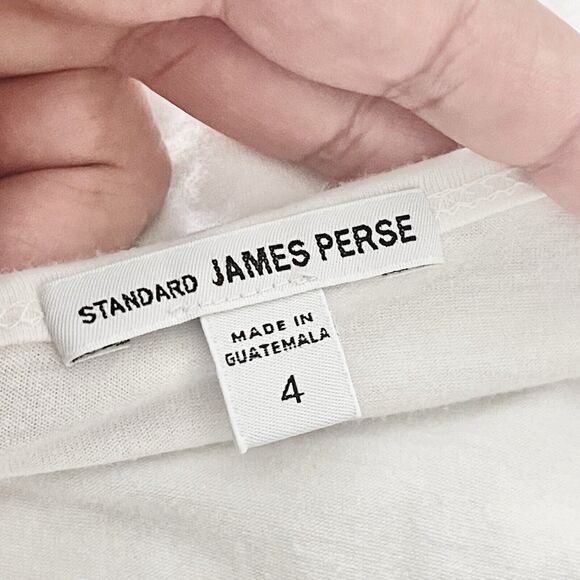 STANDARD JAMES PERSE
MADE IN
GUATEMALA
4